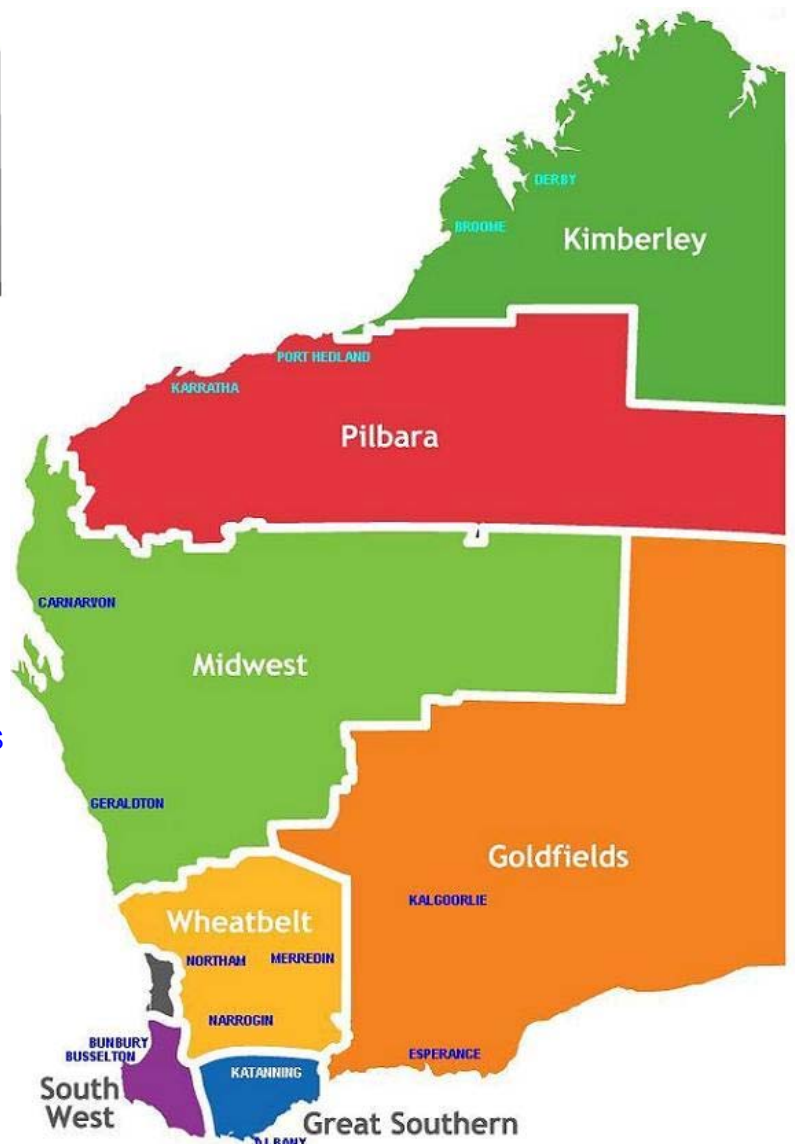 DERBY
BROOME
Kimberley
PORT HEDLAND
KARRATHA
Pilbara
CARNARVON
Midwest
s
GERALDTON
Goldfields
KALGOORLIE
Wheatbelt
NORTHAM
MERREDIN
NARROGIN
BUNBURY
BUSSELTON
ESPERANCE
KATANNING
South
West
Great Southern
ALBANY